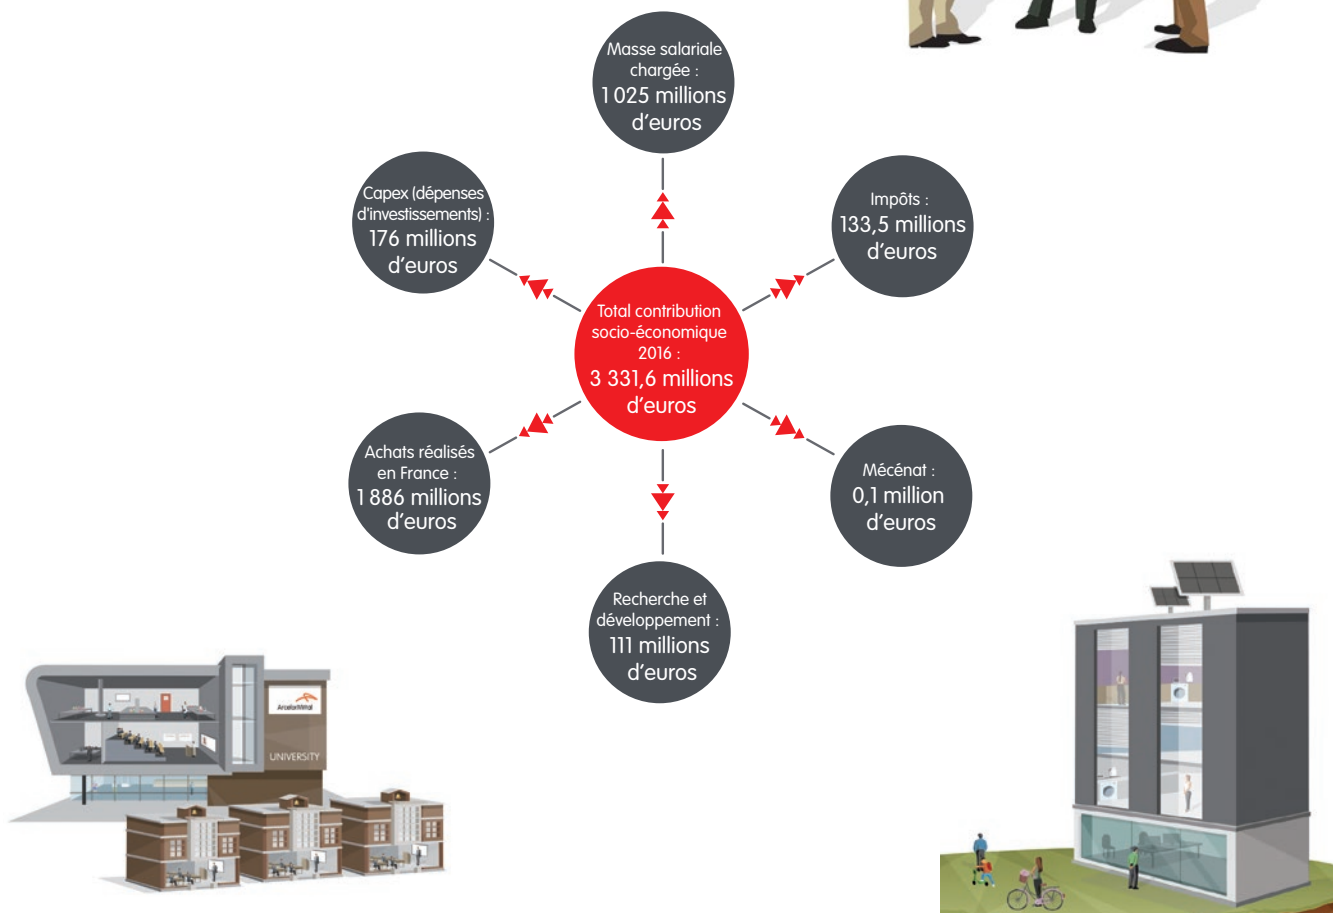 Masse salariale
chargée :
1 025 millions
d'euros
Capex (dépenses
d'investissements) :
176 millions
d'euros
Impôts :
133,5 millions
d'euros
Total contribution
socio-économique
2016 :
3 331,6 millions
d'euros
Achats réalisés
en France :
1 886 millions
d'euros
Mécénat :
0,1 million
d'euros
Recherche et
développement :
111 millions
d'euros
ArcelorMittal
UNIVERSITY